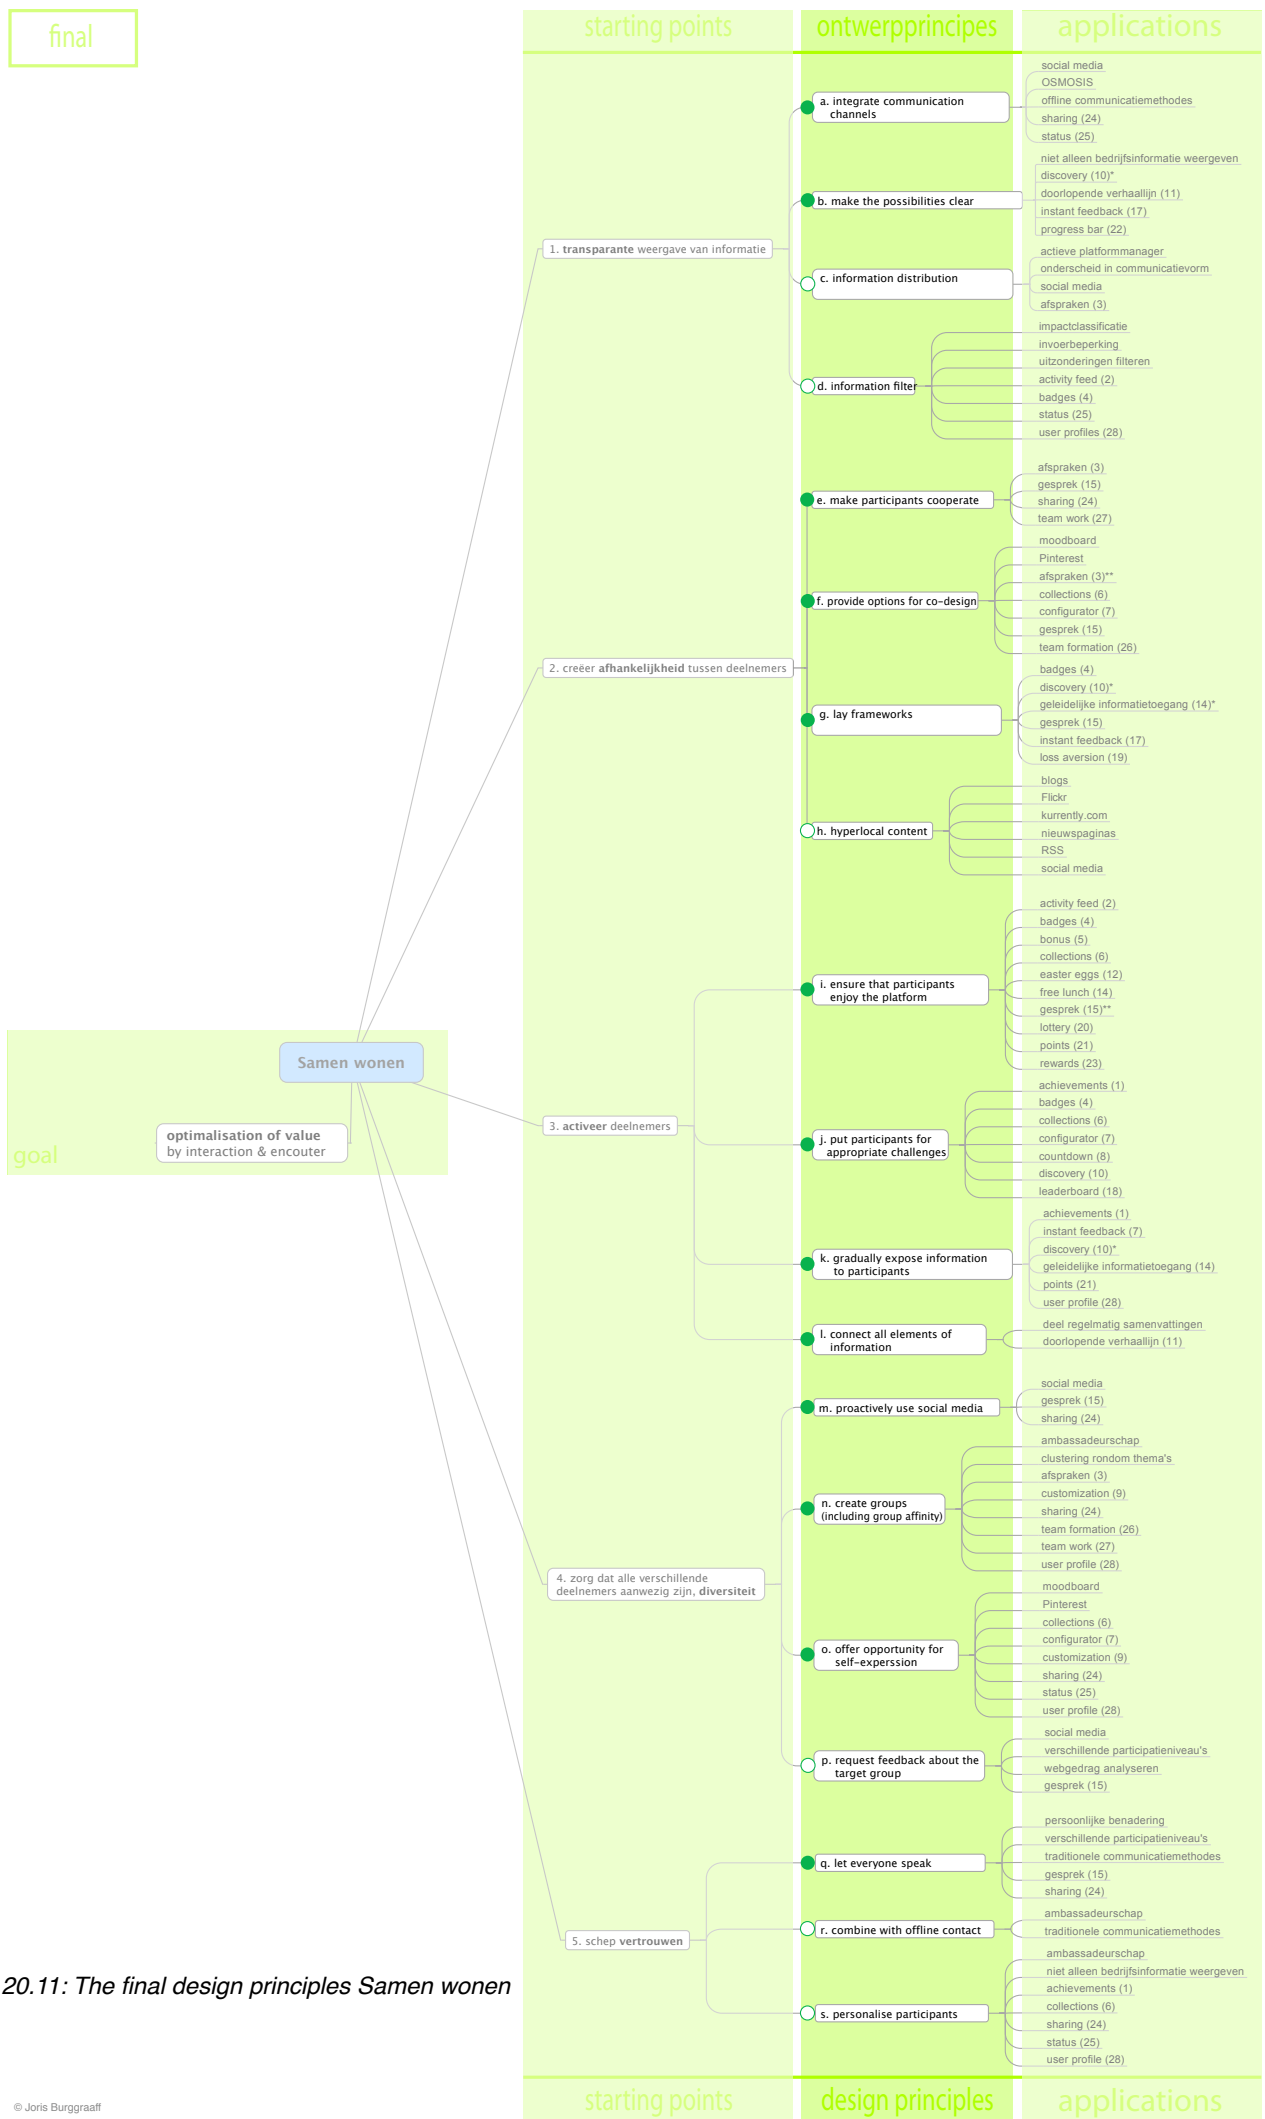 final
starting points
ontwerpprincipes
applications
1. transparante weergave van informatie
a. integrate communication
channels
social media
OSMOSIS
offline communicatiemethodes
sharing (24)
status (25)
b. make the possibilities clear
niet alleen bedrijfsinformatie weergeven
discovery (10)*
doorlopende verhaallijn (11)
instant feedback (17)
progress bar (22)
c. information distribution
actieve platformmanager
onderscheid in communicatievorm
social media
afspraken (3)
d. information filter
impactclassificatie
invoerbeperking
uitzonderingen filteren
activity feed (2)
badges (4)
status (25)
user profiles (28)
2. creëer afhankelijkheid tussen deelnemers
e. make participants cooperate
afspraken (3)
gesprek (15)
sharing (24)
team work (27)
f. provide options for co-design
moodboard
Pinterest
afspraken (3)**
collections (6)
configurator (7)
gesprek (15)
team formation (26)
g. lay frameworks
badges (4)
discovery (10)*
geleidelijke informatietoegang (14)*
gesprek (15)
instant feedback (17)
loss aversion (19)
h. hyperlocal content
blogs
Flickr
kurrently.com
nieuwspaginas
RSS
social media
Samen wonen
optimalisation of value
by interaction & encouter
goal
3. activeer deelnemers
i. ensure that participants
enjoy the platform
activity feed (2)
badges (4)
bonus (5)
collections (6)
easter eggs (12)
free lunch (14)
gesprek (15)**
lottery (20)
points (21)
rewards (23)
j. put participants for
appropriate challenges
achievements (1)
badges (4)
collections (6)
configurator (7)
countdown (8)
discovery (10)
leaderboard (18)
k. gradually expose information
to participants
achievements (1)
instant feedback (7)
discovery (10)*
geleidelijke informatietoegang (14)
points (21)
user profile (28)
l. connect all elements of
information
deel regelmatig samenvattingen
doorlopende verhaallijn (11)
4. zorg dat alle verschillende
deelnemers aanwezig zijn, diversiteit
m. proactively use social media
social media
gesprek (15)
sharing (24)
n. create groups
(including group affinity)
ambassadeurschap
clustering rondom thema's
afspraken (3)
customization (9)
sharing (24)
team formation (26)
team work (27)
user profile (28)
o. offer opportunity for
self-experssion
moodboard
Pinterest
collections (6)
configurator (7)
customization (9)
sharing (24)
status (25)
user profile (28)
p. request feedback about the
target group
social media
verschillende participatieniveau's
webgedrag analyseren
gesprek (15)
5. schep vertrouwen
q. let everyone speak
persoonlijke benadering
verschillende participatieniveau's
traditionele communicatiemethodes
gesprek (15)
sharing (24)
r. combine with offline contact
ambassadeurschap
traditionele communicatiemethodes
s. personalise participants
ambassadeurschap
niet alleen bedrijfsinformatie weergeven
achievements (1)
collections (6)
sharing (24)
status (25)
user profile (28)
20.11: The final design principles Samen wonen
starting points
design principles
applications
© Joris Burggraaff